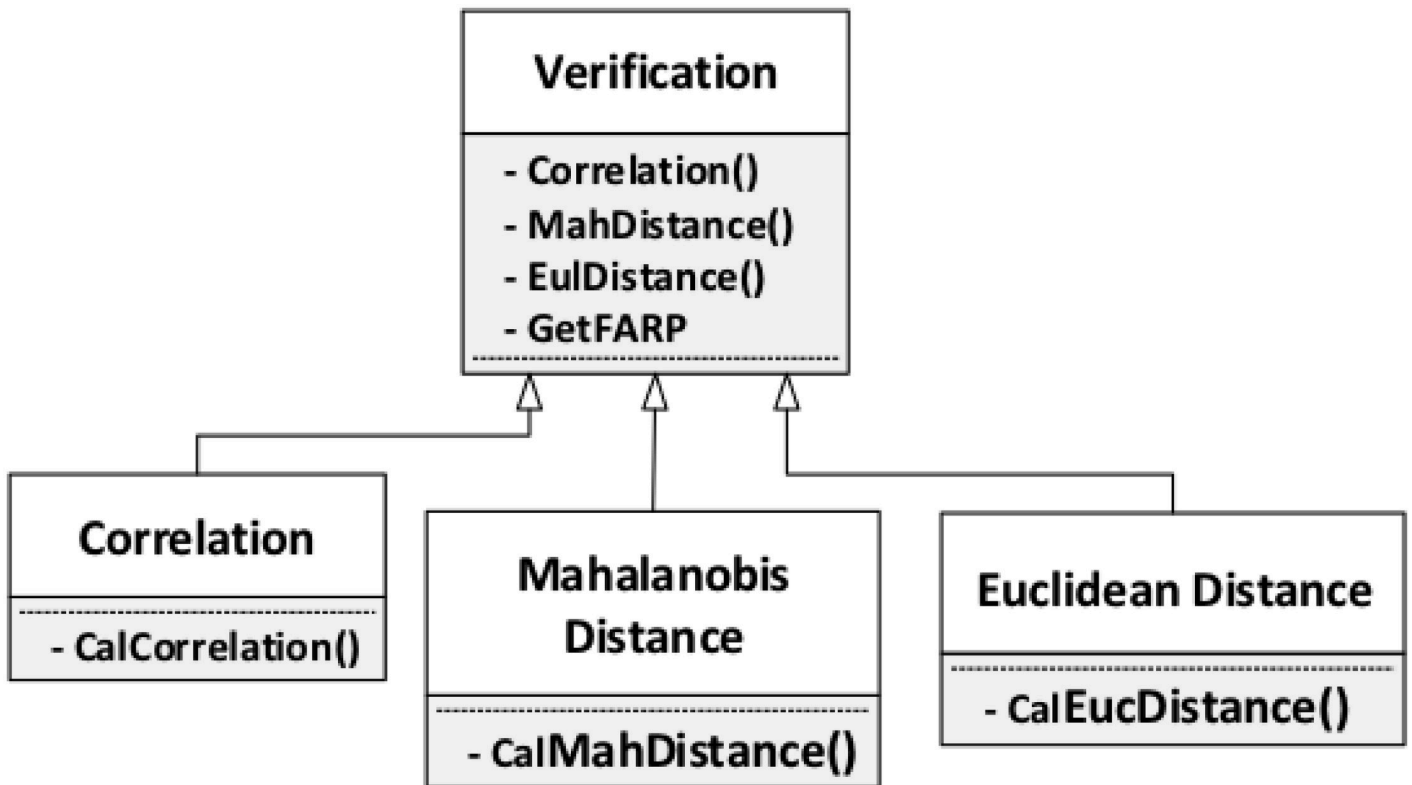 Verification
- Correlation()
- MahDistance()
- EulDistance()
- GetFARP
Correlation
- CalCorrelation()
Mahalanobis
Distance
- CalMahDistance()
Euclidean Distance
- CalEucDistance()